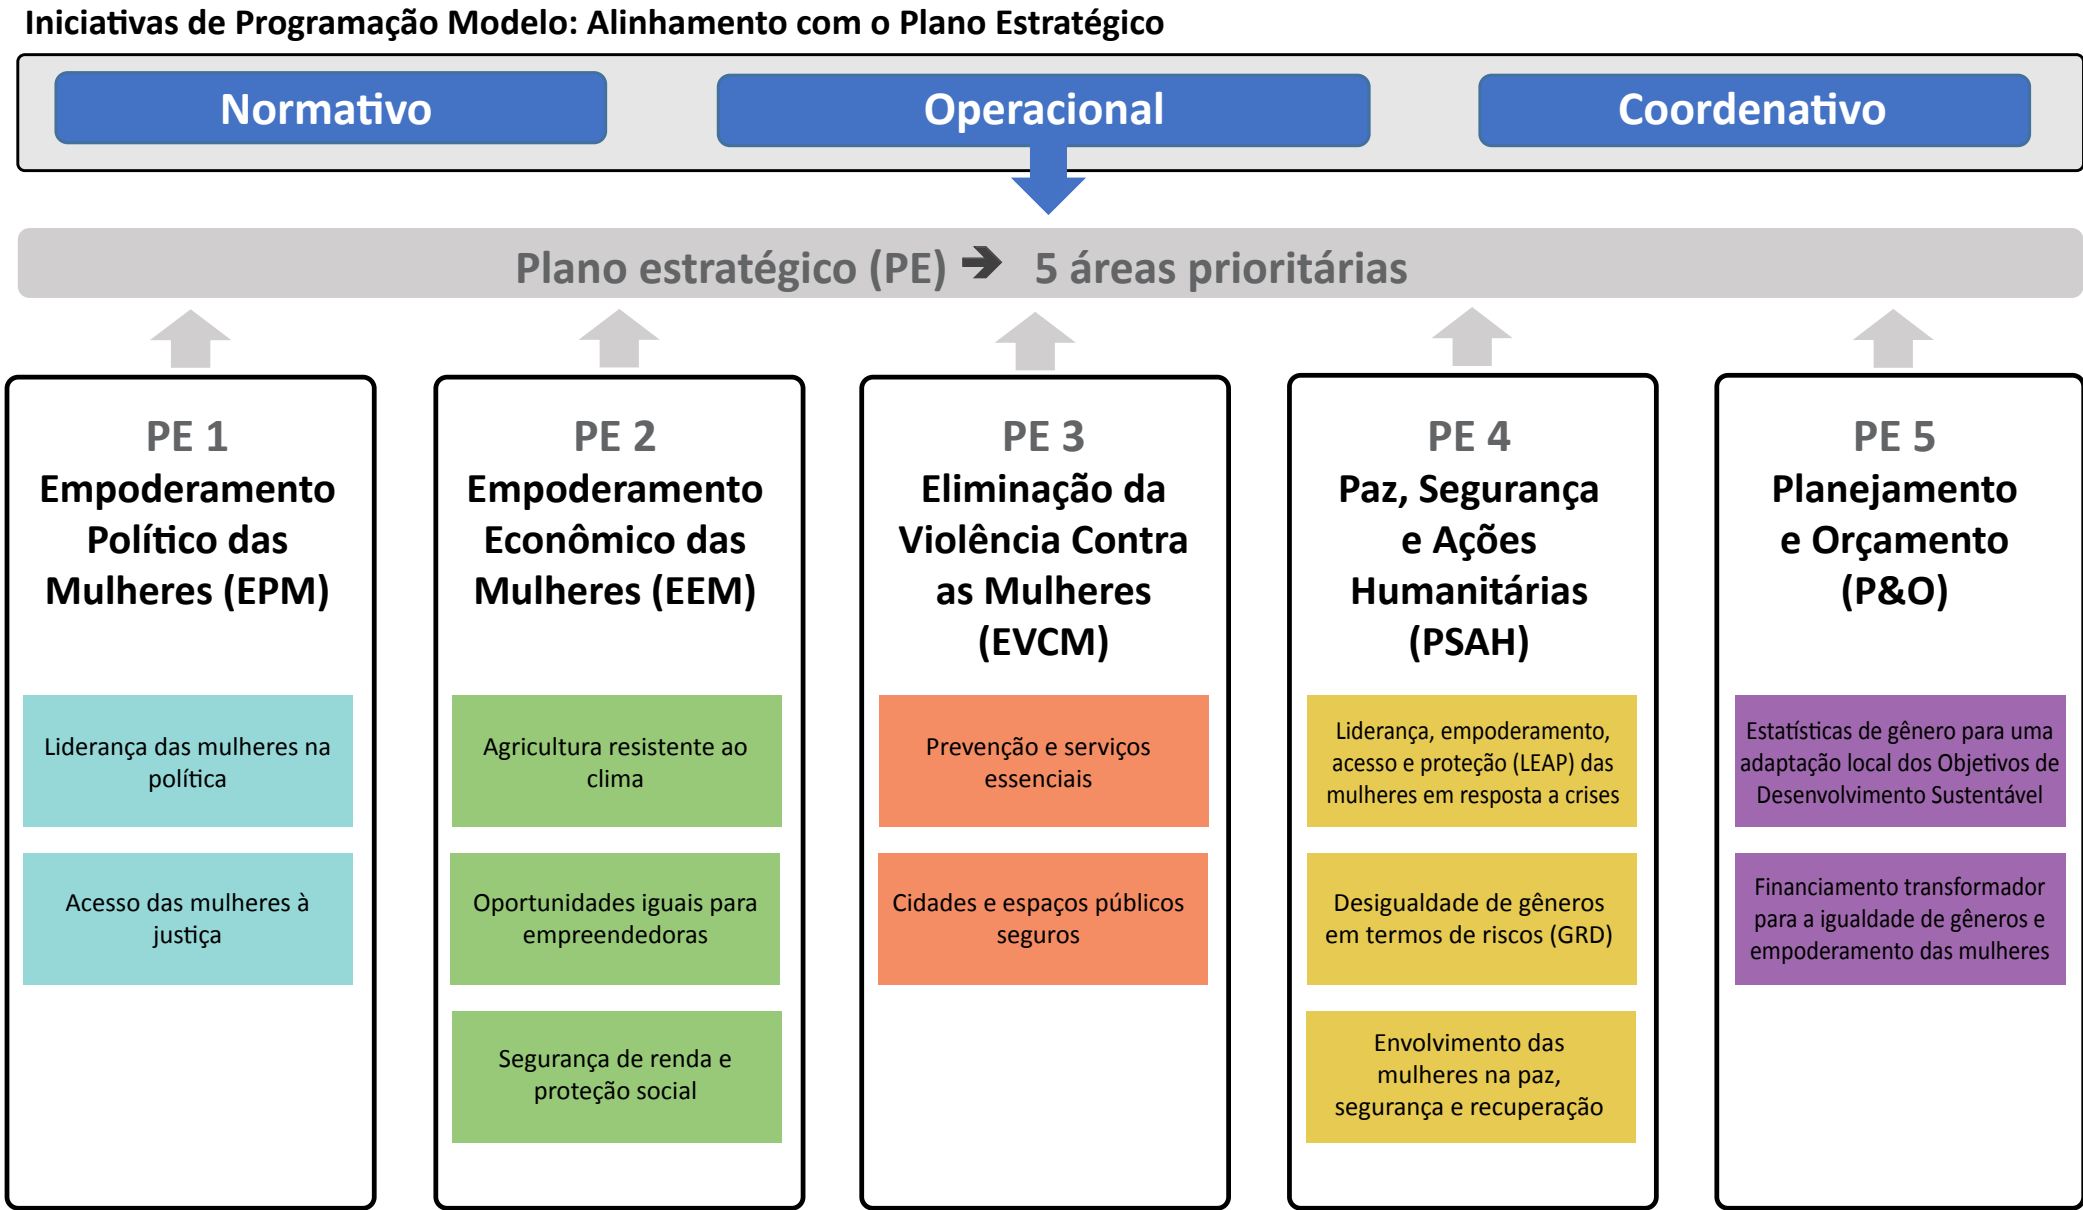 Iniciativas de Programação Modelo: Alinhamento com o Plano Estratégico
Normativo
Operacional
Coordenativo
Plano estratégico (PE) → 5 áreas prioritárias
PE 1
Empoderamento
Político das
Mulheres (EPM)
Liderança das mulheres na
política
Acesso das mulheres à
justiça
PE 2
Empoderamento
Econômico das
Mulheres (EEM)
Agricultura resistente ao
clima
Oportunidades iguais para
empreendedoras
Segurança de renda e
proteção social
PE 3
Eliminação da
Violência Contra
as Mulheres
(EVCM)
Prevenção e serviços
essenciais
Cidades e espaços públicos
seguros
PE 4
Paz, Segurança
e Ações
Humanitárias
(PSAH)
Liderança, empoderamento,
acesso e proteção (LEAP) das
mulheres em resposta a crises
Desigualdade de gêneros
em termos de riscos (GRD)
Envolvimento das
mulheres na paz,
segurança e recuperação
PE 5
Planejamento
e Orçamento
(P&O)
Estatísticas de gênero para uma
adaptação local dos Objetivos de
Desenvolvimento Sustentável
Financiamento transformador
para a igualdade de gêneros e
empoderamento das mulheres